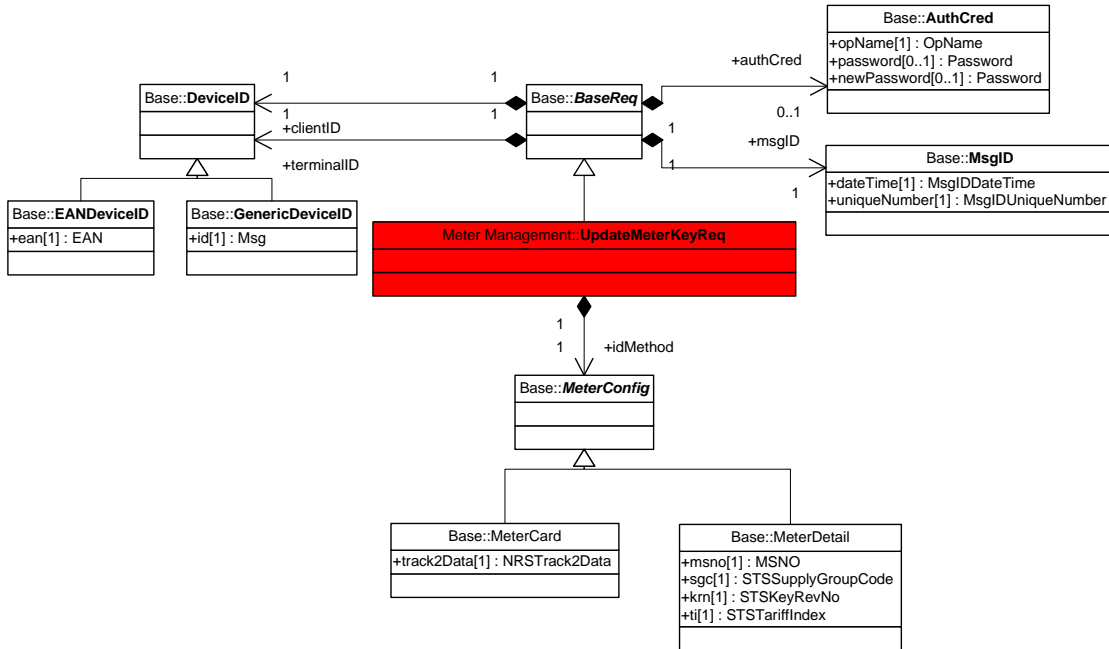 Base::AuthCred
+opName[1] : OpName
+password[0..1] : Password
+newPassword[0..1] : Password
+authCred
0..1
1
1
Base::DeviceID
Base::BaseReq
1
1
+clientID
+terminalID
1
+msgID
1
1
Base::MsgID
+dateTime[1] : MsgIDDateTime
+uniqueNumber[1] : MsgIDUniqueNumber
Base::EANDeviceID
+ean[1] : EAN
Base::GenericDeviceID
+id[1] : Msg
Meter Management::UpdateMeterKeyReq
1
1
+idMethod
Base::MeterConfig
Base::MeterCard
+track2Data[1] : NRSTrack2Data
Base::MeterDetail
+msno[1] : MSNO
+sgc[1] : STSSupplyGroupCode
+krn[1] : STSKeyRevNo
+ti[1] : STSTariffIndex